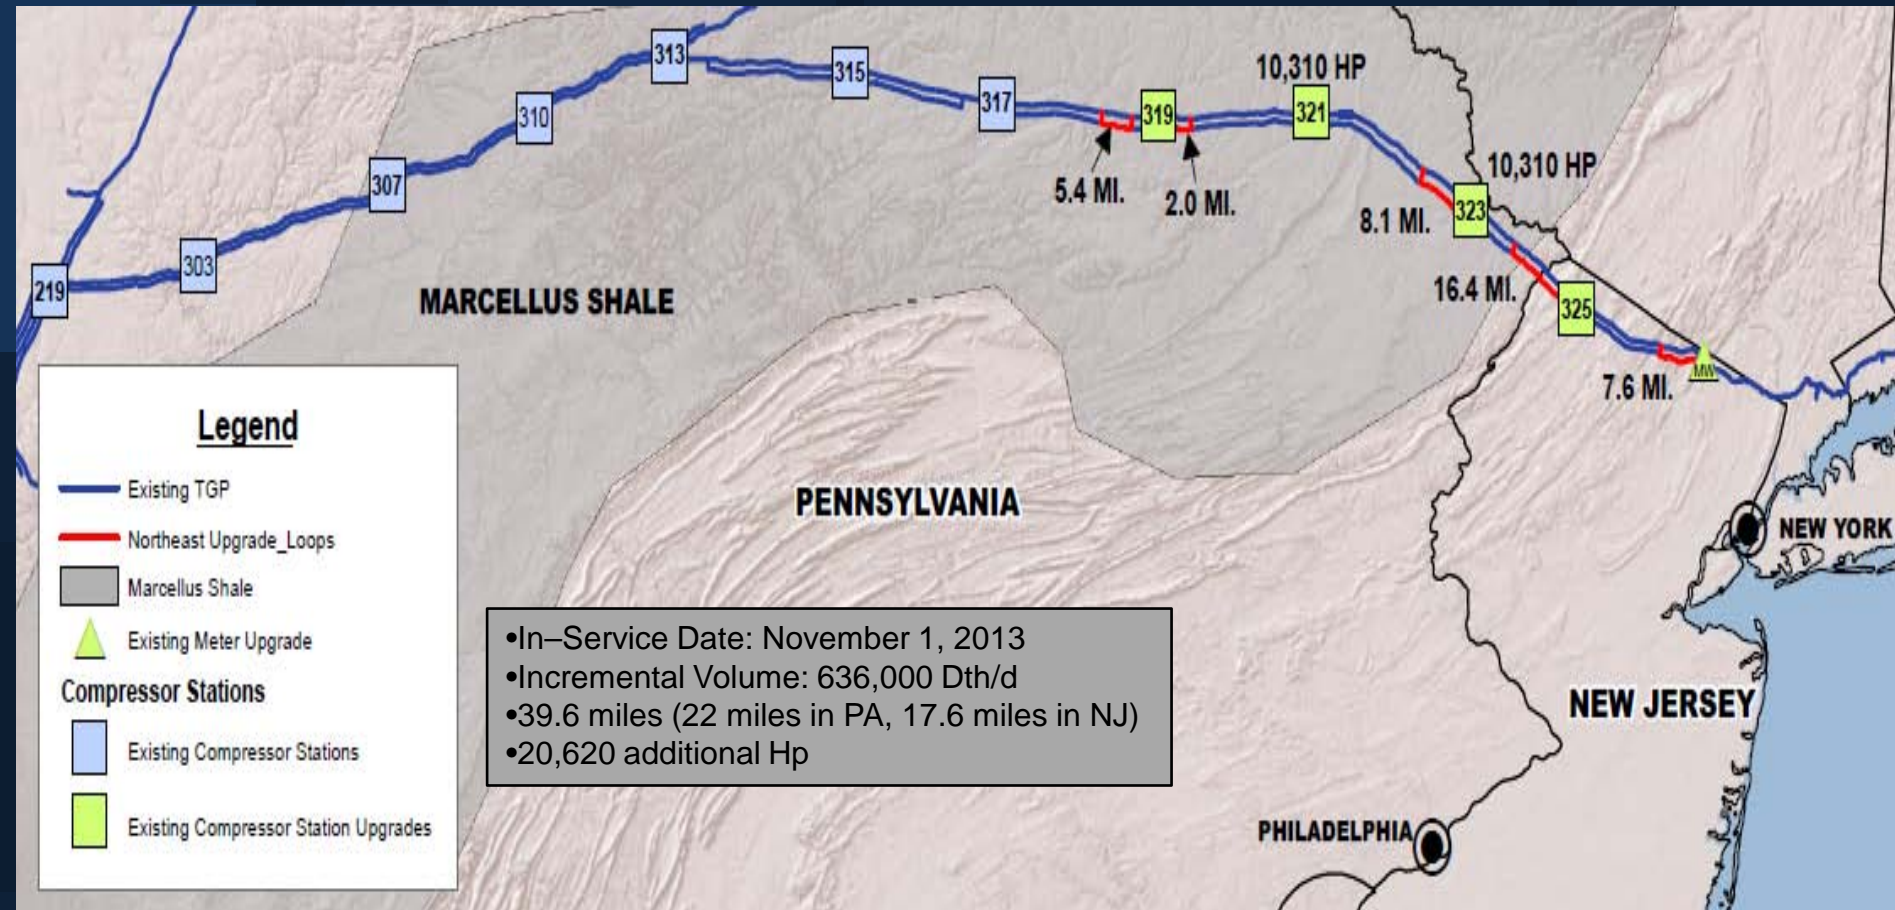 10,310 HP
313
315
317
319
321
310
307
303
219
5.4 MI.
2.0 MI.
10,310 HP
8.1 MI.
323
16.4 MI.
325
7.6 MI.
MW
MARCELLUS SHALE
PENNSYLVANIA
NEW YORK
NEW JERSEY
PHILADELPHIA
Legend
Existing TGP
Northeast Upgrade_Loops
Marcellus Shale
Existing Meter Upgrade
Compressor Stations
Existing Compressor Stations
Existing Compressor Station Upgrades
•In–Service Date: November 1, 2013
•Incremental Volume: 636,000 Dth/d
•39.6 miles (22 miles in PA, 17.6 miles in NJ)
•20,620 additional Hp